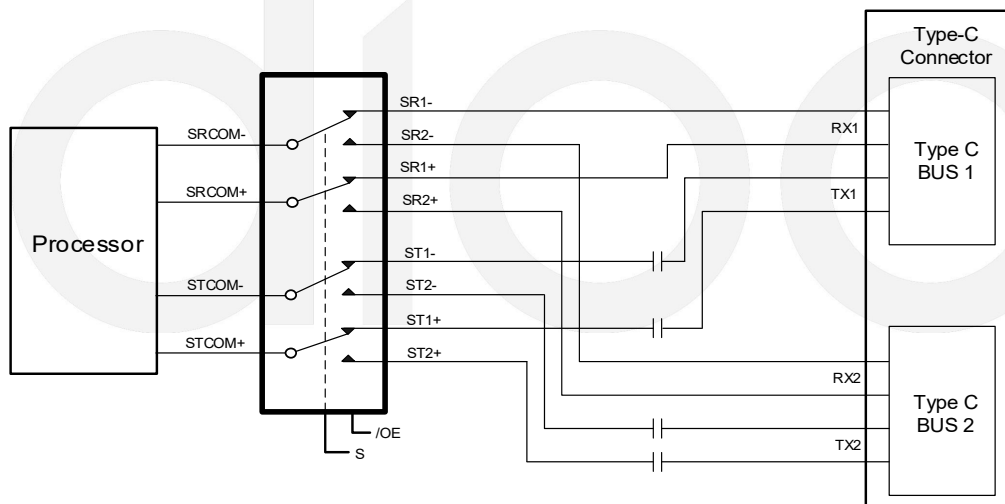 Type-C
Connector
SR1-
SRCOM-
SR2-
RX1
Type C
BUS 1
SR1+
SRCOM+
TX1
SR2+
Processor
ST1-
STCOM-
ST2-
ST1+
STCOM+
ST2+
RX2
Type C
BUS 2
/OE
TX2
S
dioo